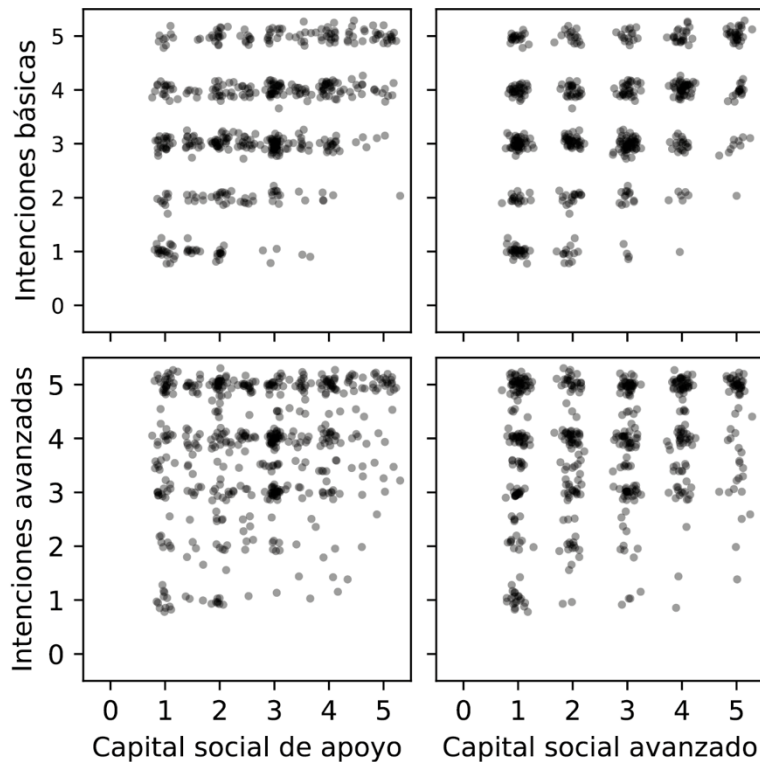 Intenciones básicas
5
4
3
2
1
0
Intenciones avanzadas
5
4
3
2
1
0
0 1 2 3 4 5
Capital social de apoyo
0 1 2 3 4 5
Capital social avanzado